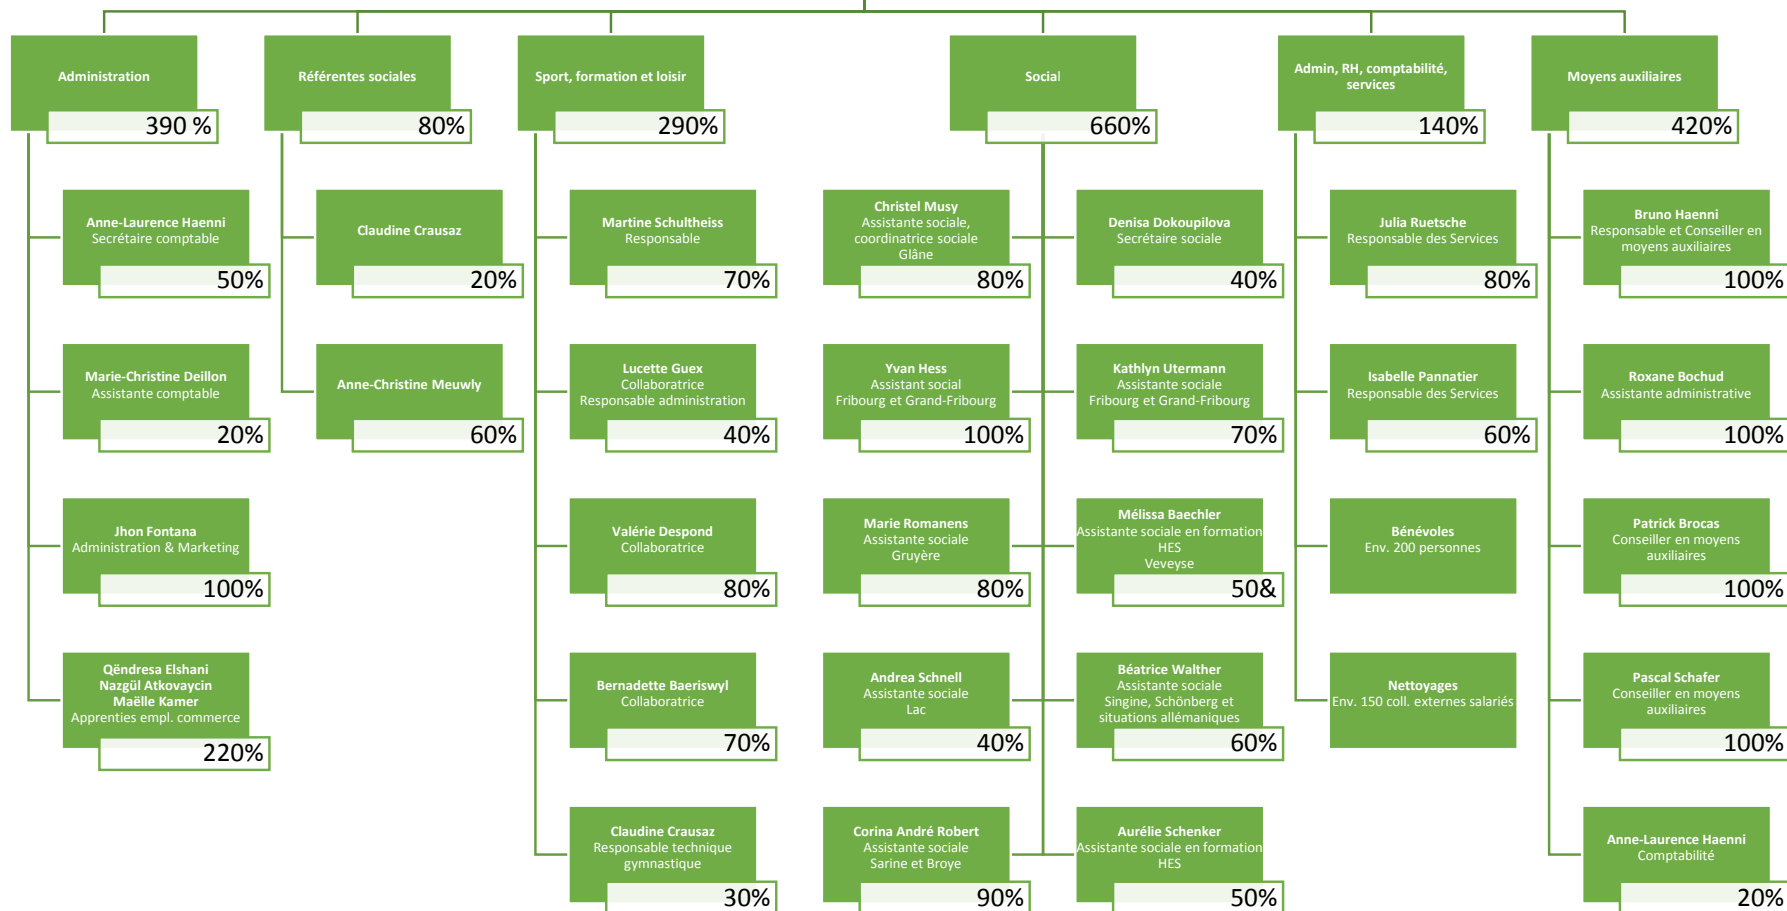 Administration
390 %
Référentes sociales
80%
Sport, formation et loisir
290%
Social
660%
Admin, RH, comptabilité,
services
140%
Moyens auxiliaires
420%
Anne-Laurence Haenni
Secrétaire comptable
50%
Marie-Christine Deillon
Assistante comptable
20%
Jhon Fontana
Administration & Marketing
100%
Qëndresa Elshani
Nazgül Atkovaycin
Maëlle Kamer
Apprenties empl. commerce
220%
Claudine Crausaz
20%
Anne-Christine Meuwly
60%
Martine Schultheiss
Responsable
70%
Lucette Guex
Collaboratrice
Responsable administration
40%
Valérie Despond
Collaboratrice
80%
Bernadette Baeriswyl
Collaboratrice
70%
Claudine Crausaz
Responsable technique
gymnastique
30%
Christel Musy
Assistante sociale,
coordinatrice sociale
Glâne
80%
Denisa Dokoupilova
Secrétaire sociale
40%
Yvan Hess
Assistant social
Fribourg et Grand-Fribourg
100%
Kathlyn Utermann
Assistante sociale
Fribourg et Grand-Fribourg
70%
Marie Romanens
Assistante sociale
Gruyère
80%
Mélissa Baechler
Assistante sociale en formation
HES
Veveyse
50&
Andrea Schnell
Assistante sociale
Lac
40%
Béatrice Walther
Assistante sociale
Singine, Schönberg et
situations allémaniques
60%
Corina André Robert
Assistante sociale
Sarine et Broye
90%
Aurélie Schenker
Assistante sociale en formation
HES
50%
Julia Ruetsche
Responsable des Services
80%
Isabelle Pannatier
Responsable des Services
60%
Bénévoles
Env. 200 personnes
Nettoyages
Env. 150 coll. externes salariés
Bruno Haenni
Responsable et Conseiller en
moyens auxiliaires
100%
Roxane Bochud
Assistante administrative
100%
Patrick Brocas
Conseiller en moyens
auxiliaires
100%
Pascal Schafer
Conseiller en moyens
auxiliaires
100%
Anne-Laurence Haenni
Comptabilité
20%